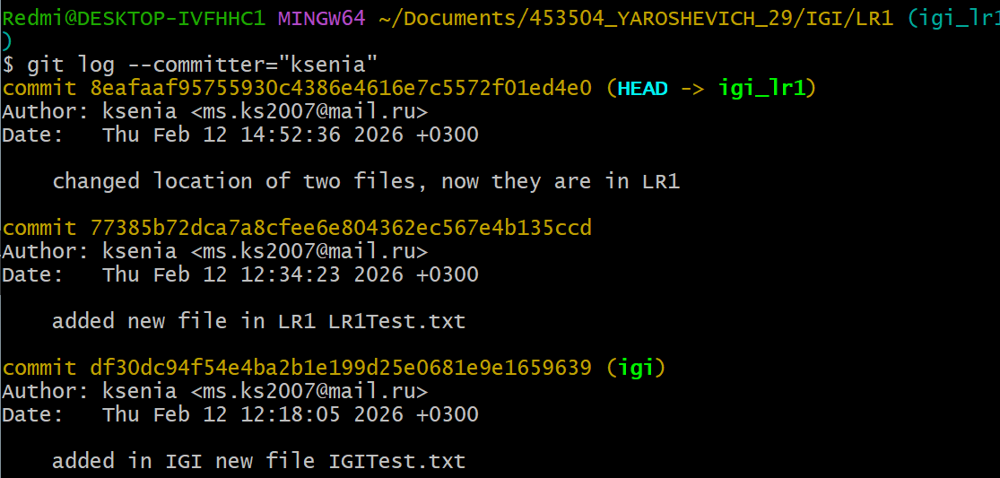 Redmi@DESKTOP-IVFHHC1 MINGW64 ~/Documents/453504_YAROSHEVICH_29/IGI/LR1 (igi_lr1
)
$ git log --committer="ksenia"
commit 8eafaaf95755930c4386e4616e7c5572f01ed4e0 (HEAD -> igi_lr1)
Author: ksenia <ms.ks2007@mail.ru>
Date:   Thu Feb 12 14:52:36 2026 +0300

    changed location of two files, now they are in LR1

commit 77385b72dca7a8cfee6e804362ec567e4b135ccd
Author: ksenia <ms.ks2007@mail.ru>
Date:   Thu Feb 12 12:34:23 2026 +0300

    added new file in LR1 LR1Test.txt

commit df30dc94f54e4ba2b1e199d25e0681e9e1659639 (igi)
Author: ksenia <ms.ks2007@mail.ru>
Date:   Thu Feb 12 12:18:05 2026 +0300

    added in IGI new file IGITest.txt